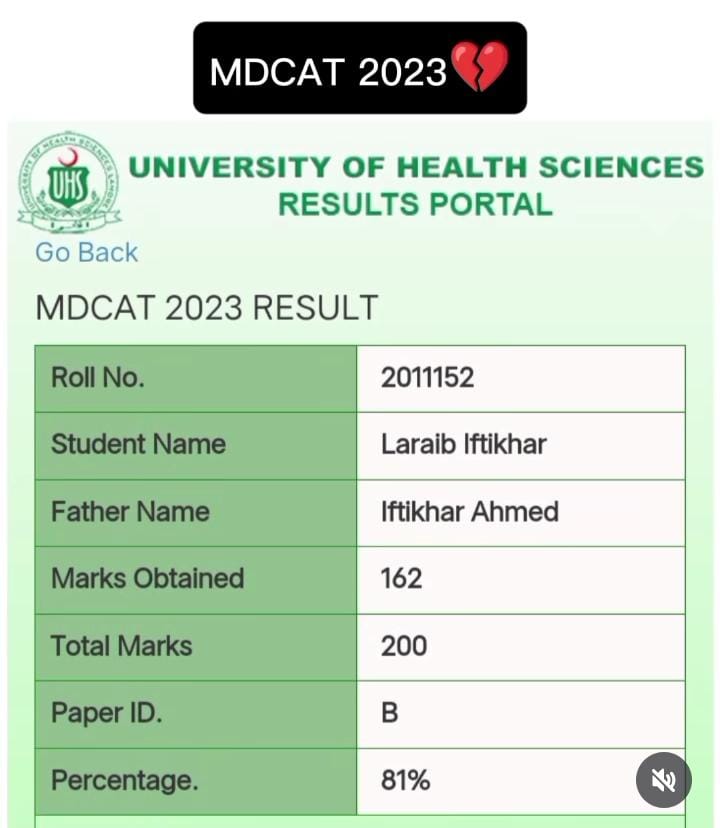 MDCAT 2023💔
UHS
UNIVERSITY OF HEALTH SCIENCES
RESULTS PORTAL
Go Back
MDCAT 2023 RESULT
Roll No. 2011152
Student Name Laraib Iftikhar
Father Name Iftikhar Ahmed
Marks Obtained 162
Total Marks 200
Paper ID. B
Percentage. 81%